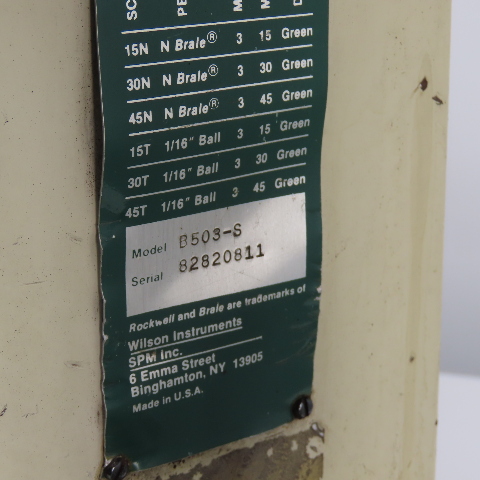 SC PE M M D
15N N Brale® 3 15 Green
30N N Brale® 3 30 Green
45N N Brale® 3 45 Green
15T 1/16" Ball 3 15 Green
30T 1/16" Ball 3 30 Green
45T 1/16" Ball 3 45 Green
Model B503-S
Serial 82820811
Rockwell and Brale are trademarks of
Wilson Instruments
SPM Inc.
6 Emma Street
Binghamton, NY 13905
Made in U.S.A.